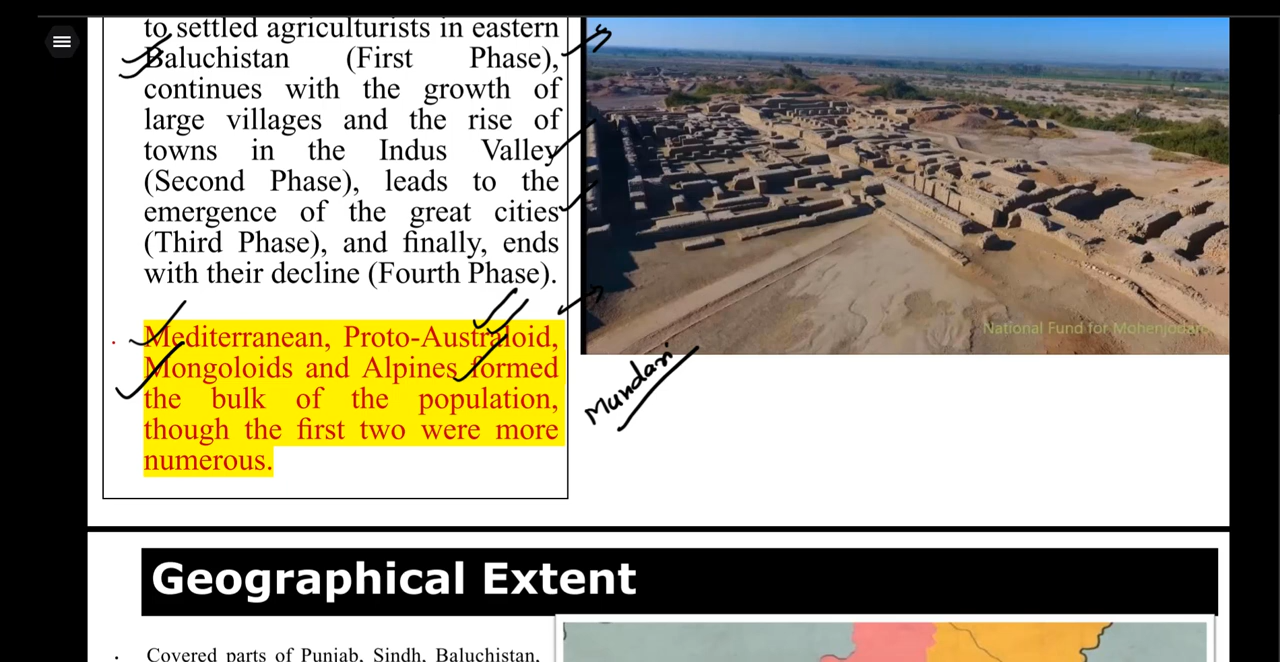 to settled agriculturists in eastern
Baluchistan (First Phase),
continues with the growth of
large villages and the rise of
towns in the Indus Valley
(Second Phase), leads to the
emergence of the great cities
(Third Phase), and finally, ends
with their decline (Fourth Phase).
Mediterranean, Proto-Australoid,
Mongoloids and Alpines formed
the bulk of the population,
though the first two were more
numerous.
National Fund for Mohenjodaro
Mundari
Geographical Extent
Covered parts of Punjab, Sindh, Baluchistan,